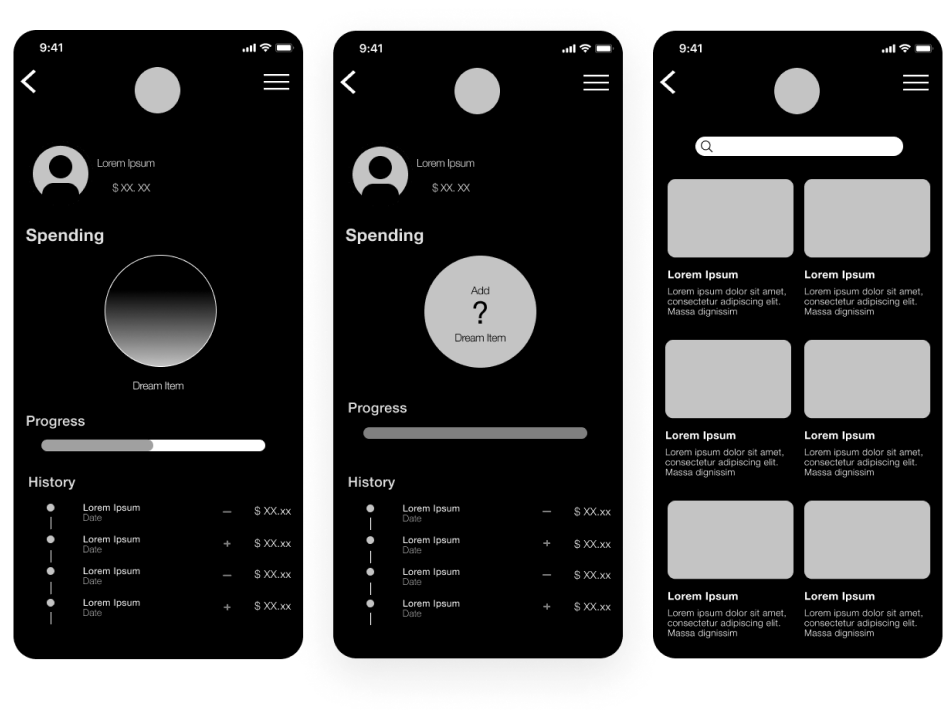 9:41
Lorem Ipsum
$ XX. XX
Spending
Dream Item
Progress
History
Lorem Ipsum
Date
– $ XX.xx
Lorem Ipsum
Date
+ $ XX.xx
Lorem Ipsum
Date
– $ XX.xx
Lorem Ipsum
Date
+ $ XX.xx
9:41
Lorem Ipsum
$ XX. XX
Spending
Add
?
Dream Item
Progress
History
Lorem Ipsum
Date
– $ XX.xx
Lorem Ipsum
Date
+ $ XX.xx
Lorem Ipsum
Date
– $ XX.xx
Lorem Ipsum
Date
+ $ XX.xx
9:41
Lorem Ipsum
Lorem ipsum dolor sit amet,
consectetur adipiscing elit.
Massa dignissim
Lorem Ipsum
Lorem ipsum dolor sit amet,
consectetur adipiscing elit.
Massa dignissim
Lorem Ipsum
Lorem ipsum dolor sit amet,
consectetur adipiscing elit.
Massa dignissim
Lorem Ipsum
Lorem ipsum dolor sit amet,
consectetur adipiscing elit.
Massa dignissim
Lorem Ipsum
Lorem ipsum dolor sit amet,
consectetur adipiscing elit.
Massa dignissim
Lorem Ipsum
Lorem ipsum dolor sit amet,
consectetur adipiscing elit.
Massa dignissim